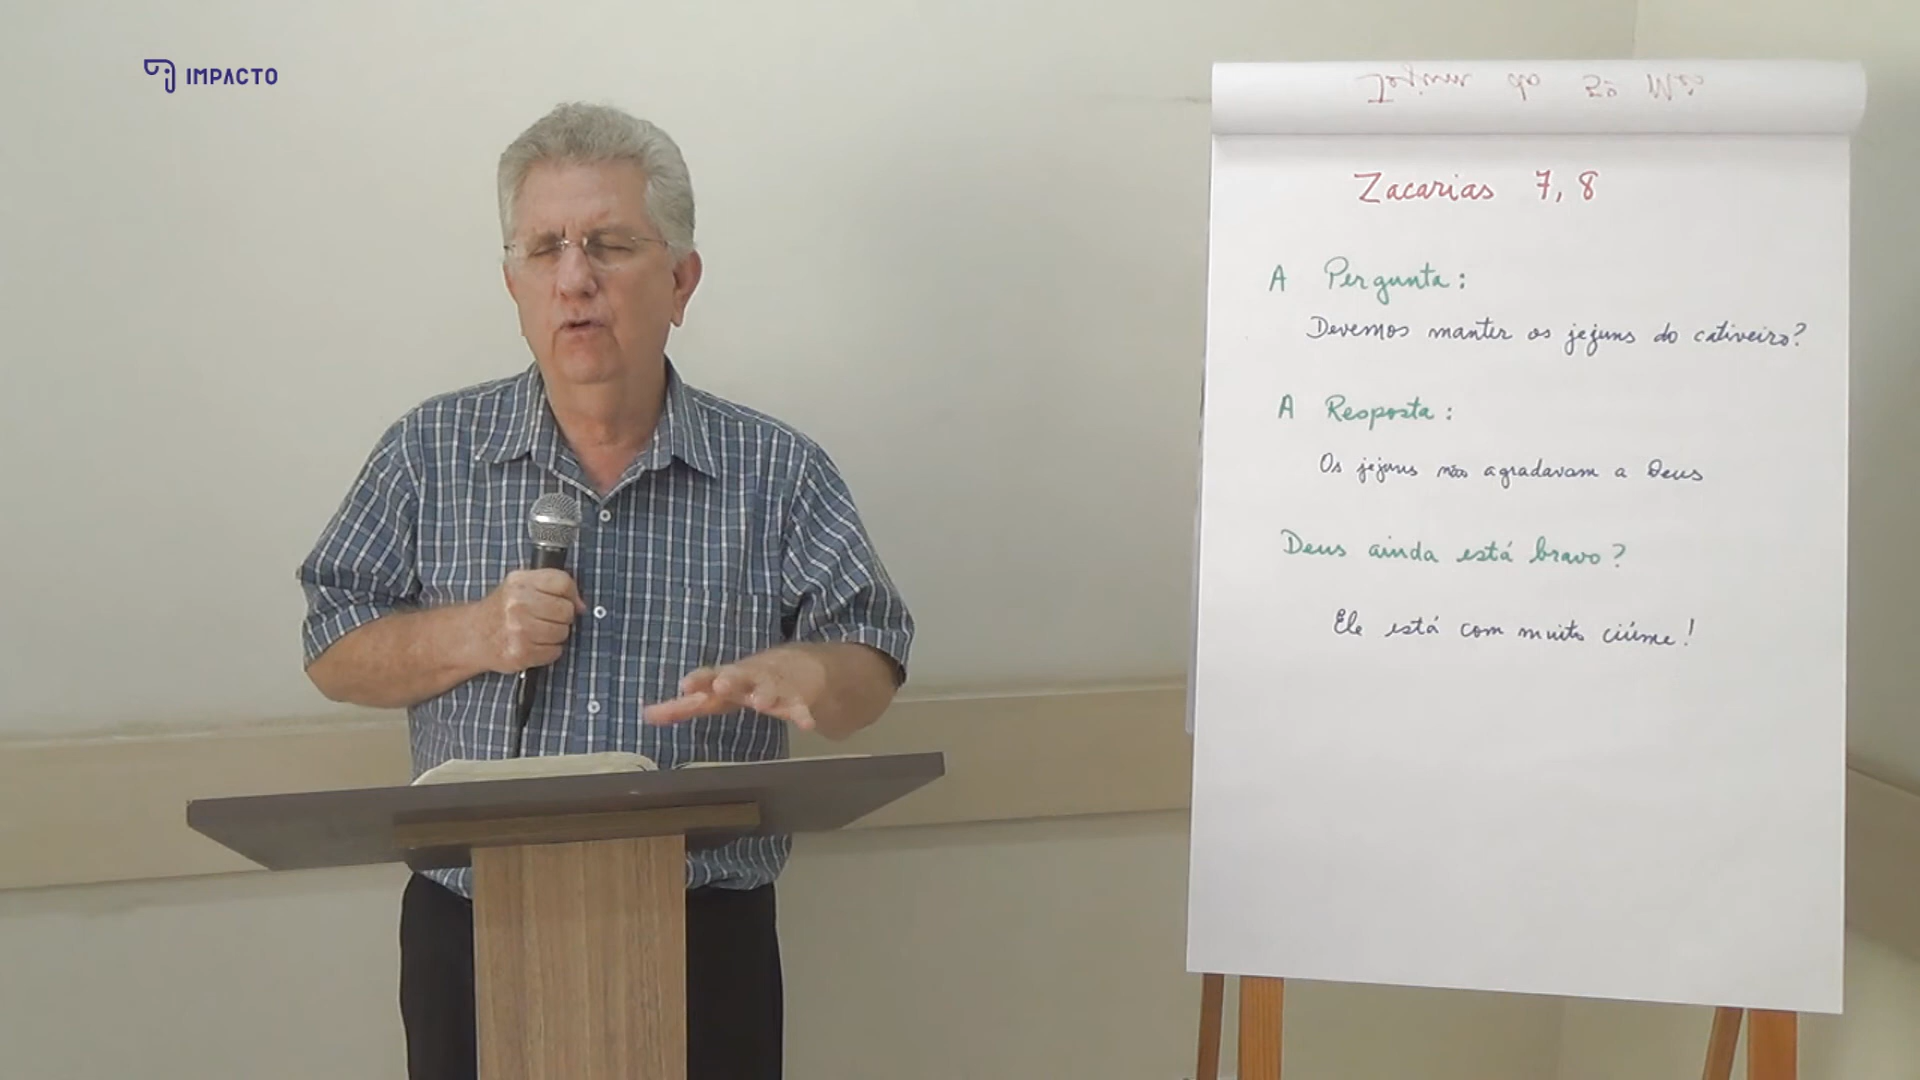 IMPACTO
Zacarias 7, 8
A Pergunta:
Devemos manter os jejuns do cativeiro?
A Resposta:
Os jejuns não agradavam a Deus
Deus ainda está bravo?
Ele está com muito ciúme!